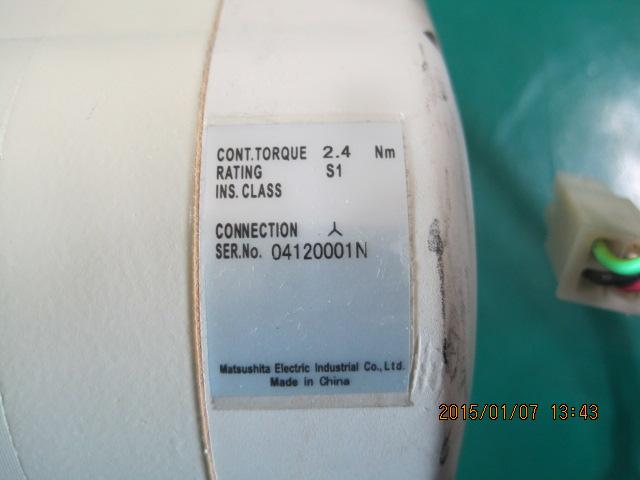 CONT.TORQUE 2.4 Nm
RATING S1
INS.CLASS
CONNECTION 人
SER.No. 04120001N
Matsushita Electric Industrial Co.,Ltd.
Made in China
2015/01/07 13:43